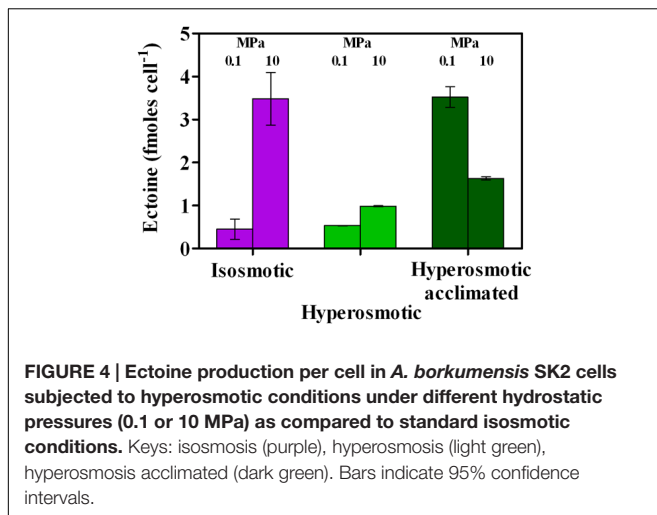 MPa MPa MPa
0.1 10 0.1 10 0.1 10
5
4
3
2
1
0
Ectoine (fmoles cell⁻¹)
Isosmotic
Hyperosmotic
Hyperosmotic
acclimated
FIGURE 4 | Ectoine production per cell in A. borkumensis SK2 cells
subjected to hyperosmotic conditions under different hydrostatic
pressures (0.1 or 10 MPa) as compared to standard isosmotic
conditions. Keys: isosmosis (purple), hyperosmosis (light green),
hyperosmosis acclimated (dark green). Bars indicate 95% confidence
intervals.